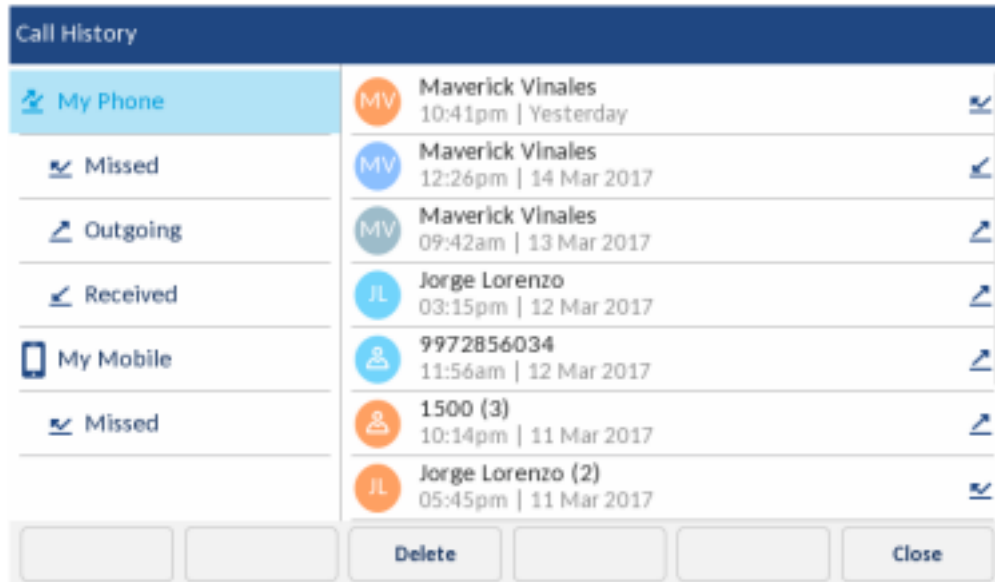 Call History
My Phone
Missed
Outgoing
Received
My Mobile
Missed
MV
Maverick Vinales
10:41pm | Yesterday
MV
Maverick Vinales
12:26pm | 14 Mar 2017
MV
Maverick Vinales
09:42am | 13 Mar 2017
JL
Jorge Lorenzo
03:15pm | 12 Mar 2017
9972856034
11:56am | 12 Mar 2017
1500 (3)
10:14pm | 11 Mar 2017
JL
Jorge Lorenzo (2)
05:45pm | 11 Mar 2017
Delete
Close